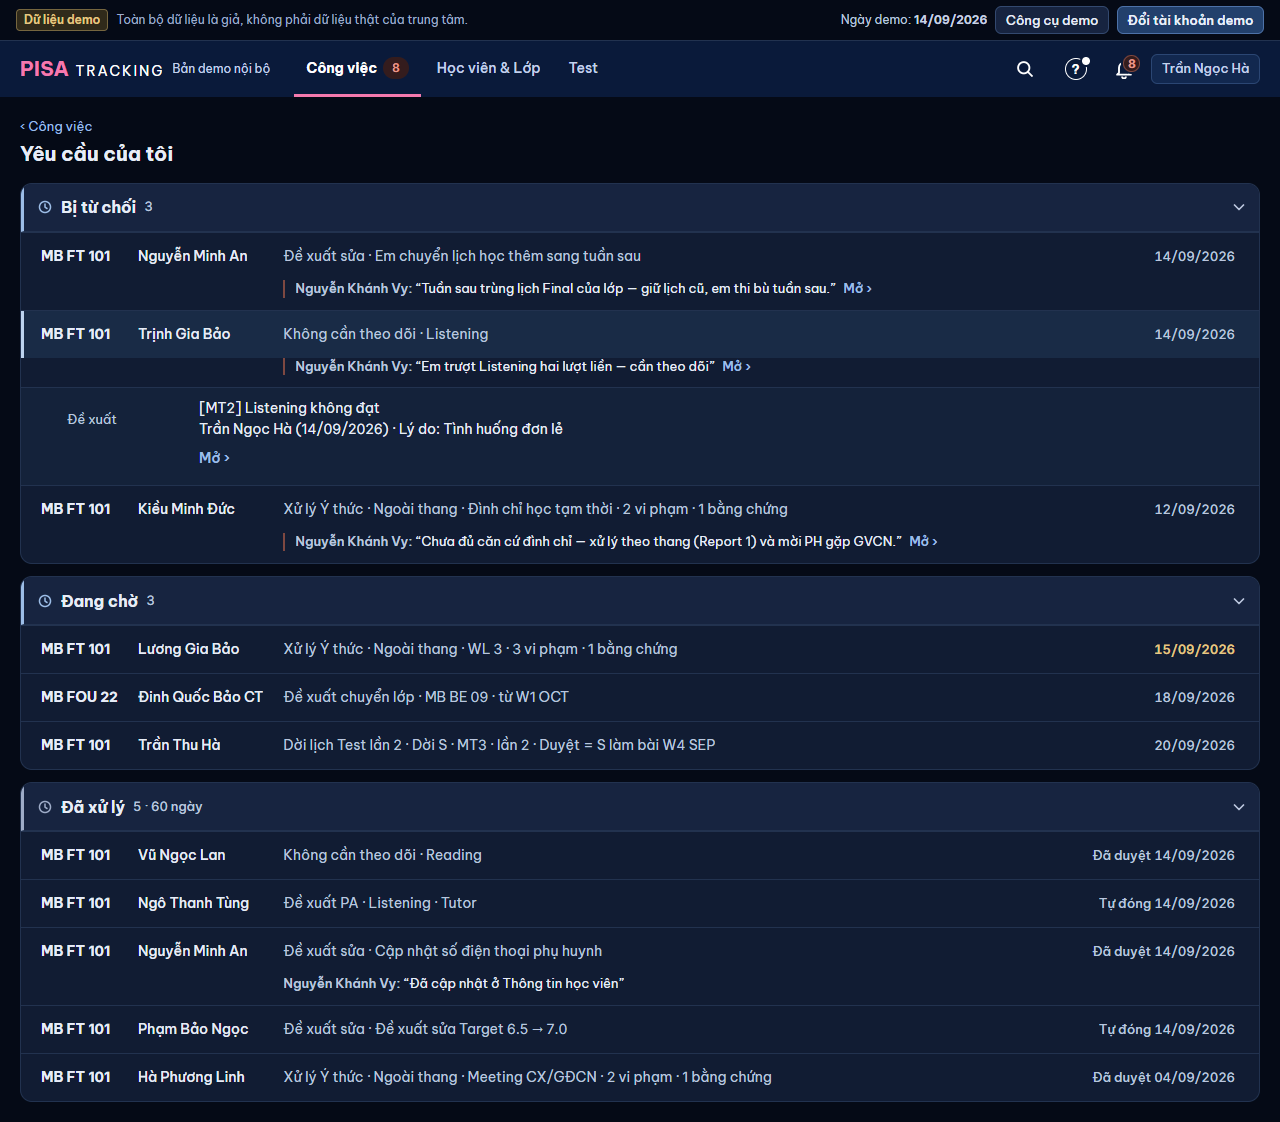 Dữ liệu demo Toàn bộ dữ liệu là giả, không phải dữ liệu thật của trung tâm. Ngày demo: 14/09/2026 Công cụ demo Đổi tài khoản demo
PISA TRACKING Bản demo nội bộ Công việc 8 Học viên & Lớp Test ? 8 Trần Ngọc Hà
‹ Công việc
Yêu cầu của tôi
Bị từ chối 3
MB FT 101 Nguyễn Minh An Đề xuất sửa · Em chuyển lịch học thêm sang tuần sau 14/09/2026
Nguyễn Khánh Vy: “Tuần sau trùng lịch Final của lớp — giữ lịch cũ, em thi bù tuần sau.” Mở ›
MB FT 101 Trịnh Gia Bảo Không cần theo dõi · Listening 14/09/2026
Nguyễn Khánh Vy: “Em trượt Listening hai lượt liền — cần theo dõi” Mở ›
Đề xuất [MT2] Listening không đạt
Trần Ngọc Hà (14/09/2026) · Lý do: Tình huống đơn lẻ
Mở ›
MB FT 101 Kiều Minh Đức Xử lý Ý thức · Ngoài thang · Đình chỉ học tạm thời · 2 vi phạm · 1 bằng chứng 12/09/2026
Nguyễn Khánh Vy: “Chưa đủ căn cứ đình chỉ — xử lý theo thang (Report 1) và mời PH gặp GVCN.” Mở ›
Đang chờ 3
MB FT 101 Lương Gia Bảo Xử lý Ý thức · Ngoài thang · WL 3 · 3 vi phạm · 1 bằng chứng 15/09/2026
MB FOU 22 Đinh Quốc Bảo CT Đề xuất chuyển lớp · MB BE 09 · từ W1 OCT 18/09/2026
MB FT 101 Trần Thu Hà Dời lịch Test lần 2 · Dời S · MT3 · lần 2 · Duyệt = S làm bài W4 SEP 20/09/2026
Đã xử lý 5 · 60 ngày
MB FT 101 Vũ Ngọc Lan Không cần theo dõi · Reading Đã duyệt 14/09/2026
MB FT 101 Ngô Thanh Tùng Đề xuất PA · Listening · Tutor Tự đóng 14/09/2026
MB FT 101 Nguyễn Minh An Đề xuất sửa · Cập nhật số điện thoại phụ huynh Đã duyệt 14/09/2026
Nguyễn Khánh Vy: “Đã cập nhật ở Thông tin học viên”
MB FT 101 Phạm Bảo Ngọc Đề xuất sửa · Đề xuất sửa Target 6.5 → 7.0 Tự đóng 14/09/2026
MB FT 101 Hà Phương Linh Xử lý Ý thức · Ngoài thang · Meeting CX/GĐCN · 2 vi phạm · 1 bằng chứng Đã duyệt 04/09/2026